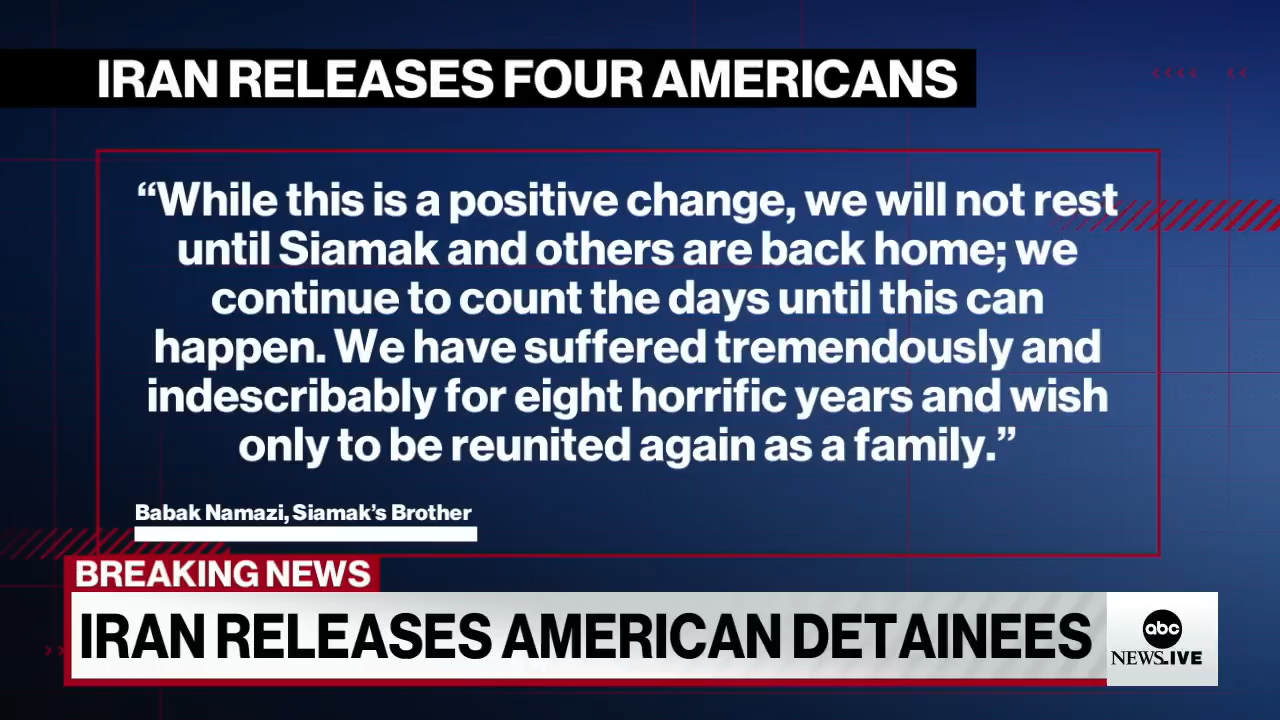 IRAN RELEASES FOUR AMERICANS
“While this is a positive change, we will not rest
until Siamak and others are back home; we
continue to count the days until this can
happen. We have suffered tremendously and
indescribably for eight horrific years and wish
only to be reunited again as a family.”
Babak Namazi, Siamak’s Brother
BREAKING NEWS
IRAN RELEASES AMERICAN DETAINEES
abc
NEWSLIVE